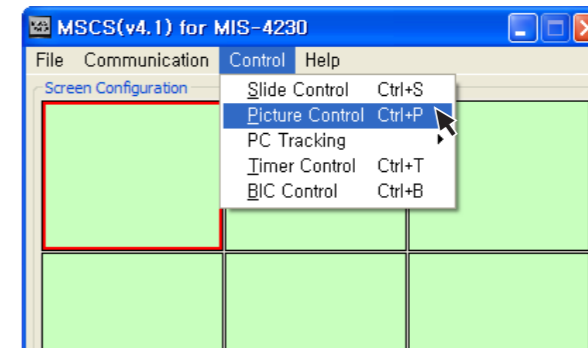 MSCS(v4.1) for MIS-4230
File Communication Control Help
Screen Configuration
Slide Control Ctrl+S
Picture Control Ctrl+P
PC Tracking
Timer Control Ctrl+T
BIC Control Ctrl+B